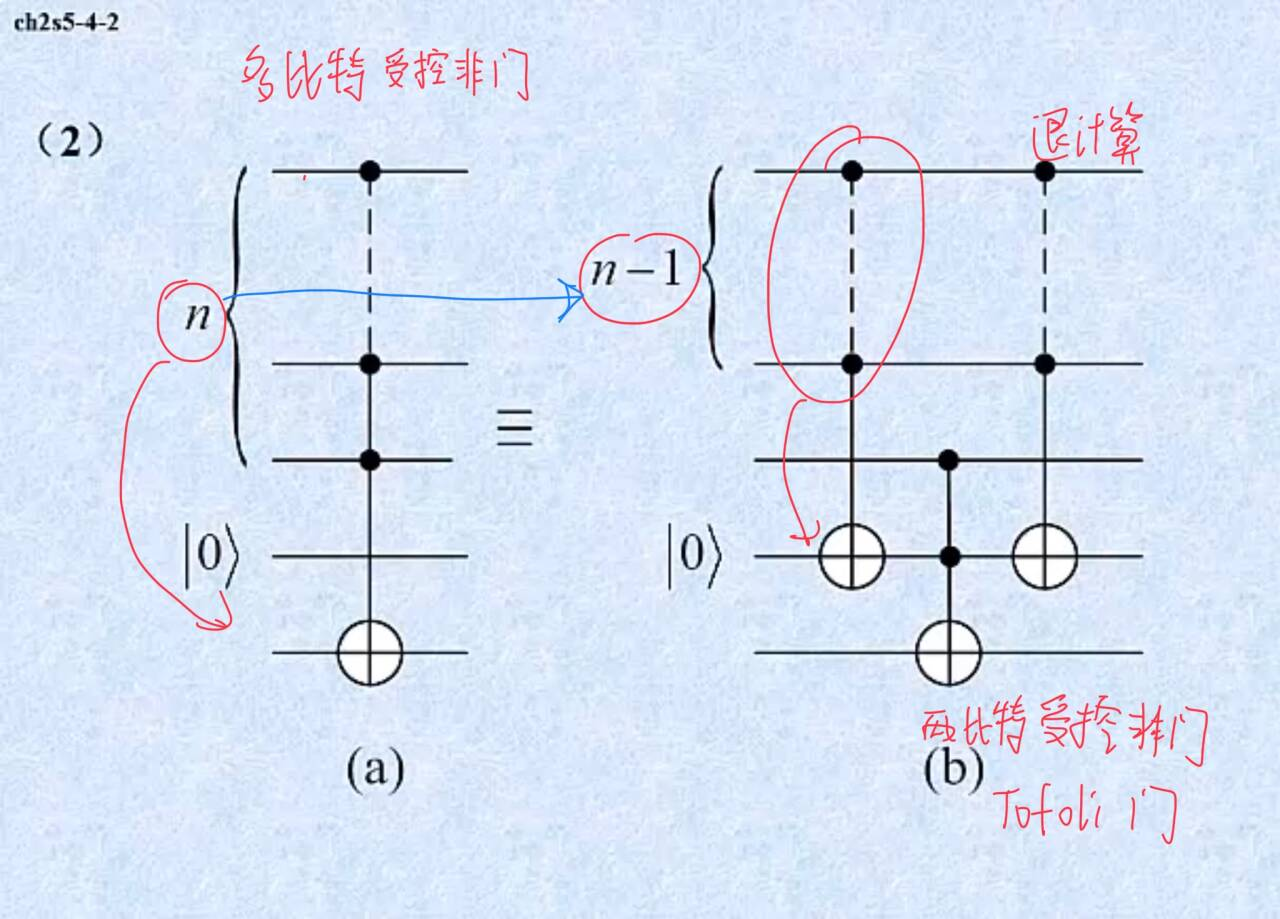 ch2s5-4-2
多比特受控非门
(2)
退计算
n
n−1
≡
|0⟩
|0⟩
两比特受控非门
(a)
(b)
Tofoli 门